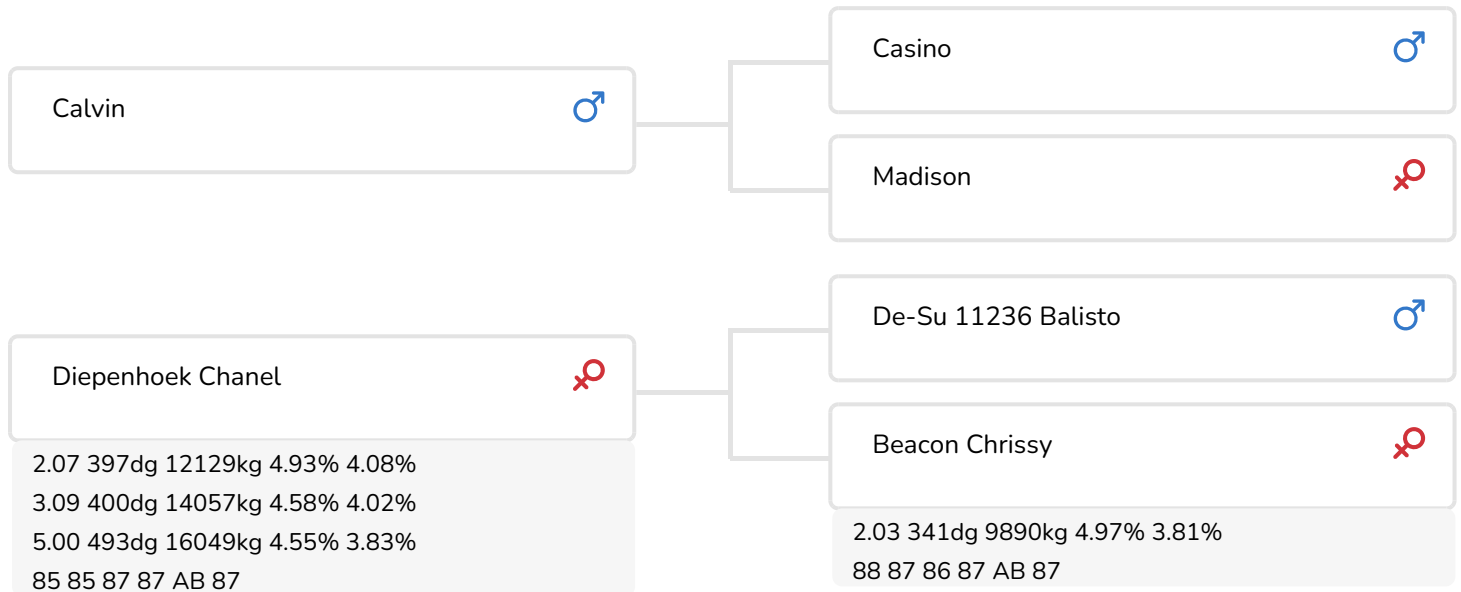 Calvin
Casino
Madison
Diepenhoek Chanel
2.07 397dg 12129kg 4.93% 4.08%
3.09 400dg 14057kg 4.58% 4.02%
5.00 493dg 16049kg 4.55% 3.83%
85 85 87 87 AB 87
De-Su 11236 Balisto
Beacon Chrissy
2.03 341dg 9890kg 4.97% 3.81%
88 87 86 87 AB 87